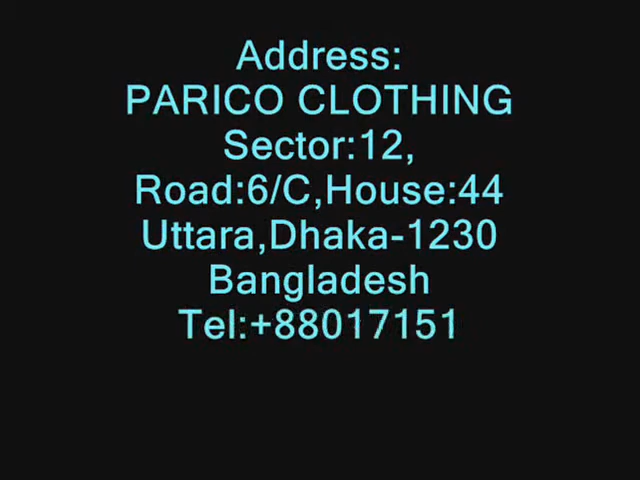 Address:
PARICO CLOTHING
Sector:12,
Road:6/C,House:44
Uttara,Dhaka-1230
Bangladesh
Tel:+88017151